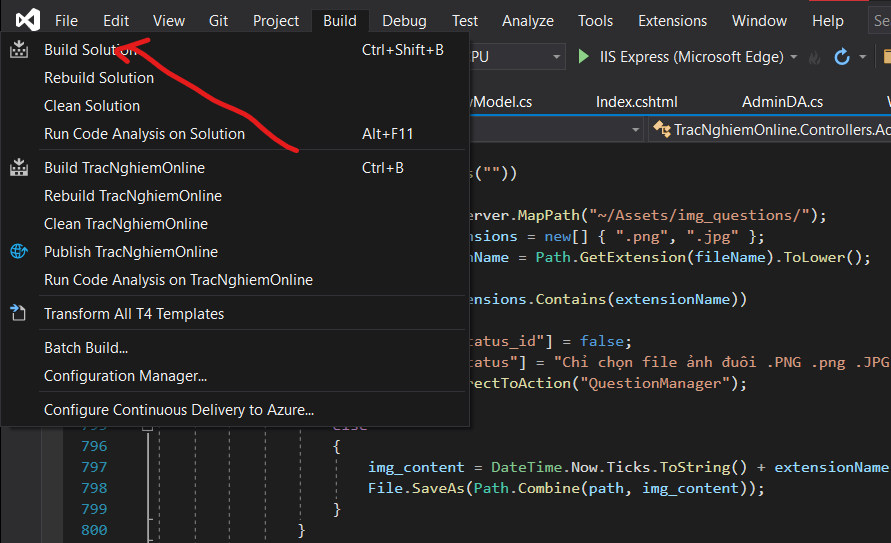 File Edit View Git Project Build Debug Test Analyze Tools Extensions Window Help Se
Build Solution Ctrl+Shift+B
PU IIS Express (Microsoft Edge)
Rebuild Solution
Clean Solution
Model.cs Index.cshtml AdminDA.cs
Run Code Analysis on Solution Alt+F11
TracNghiemOnline.Controllers.Ad
Build TracNghiemOnline Ctrl+B
s(""))
Rebuild TracNghiemOnline
erver.MapPath("~/Assets/img_questions/");
Clean TracNghiemOnline
nsions = new[] { ".png", ".jpg" };
Publish TracNghiemOnline
nName = Path.GetExtension(fileName).ToLower();
Run Code Analysis on TracNghiemOnline
ensions.Contains(extensionName))
Transform All T4 Templates
tatus_id"] = false;
Batch Build...
tatus"] = "Chỉ chọn file ảnh đuôi .PNG .png .JPG
Configuration Manager...
rectToAction("QuestionManager");
Configure Continuous Delivery to Azure...
795 else
796 {
797 img_content = DateTime.Now.Ticks.ToString() + extensionName
798 File.SaveAs(Path.Combine(path, img_content));
799 }
800 }